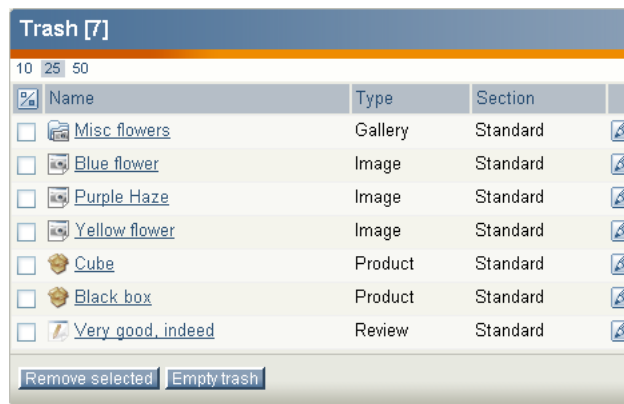 Trash [7]
10 25 50
Name Type Section
Misc flowers Gallery Standard
Blue flower Image Standard
Purple Haze Image Standard
Yellow flower Image Standard
Cube Product Standard
Black box Product Standard
Very good, indeed Review Standard
Remove selected Empty trash